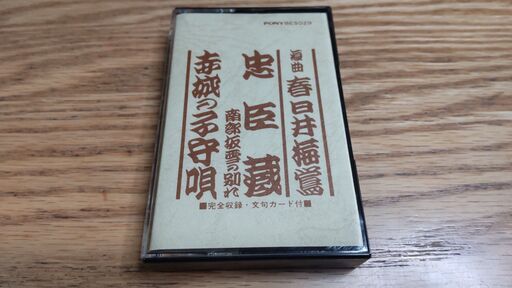 PONY BCS029
浪曲 春日井梅鶯
忠臣蔵
南部坂雪の別れ
赤城の子守唄
■完全収録・文句カード付■